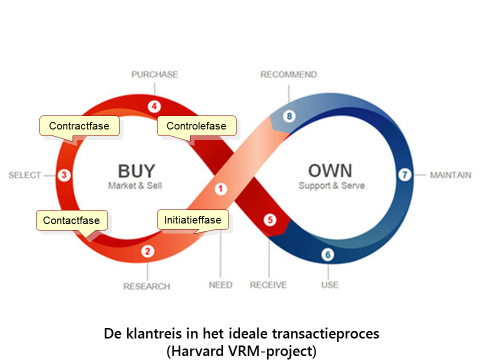 PURCHASE
RECOMMEND
4
8
Contractfase
Controlefase
SELECT
3
BUY
Market & Sell
OWN
Support & Serve
7
MAINTAIN
1
Contactfase
Initiatieffase
5
2
6
RESEARCH
NEED
RECEIVE
USE
De klantreis in het ideale transactieproces
(Harvard VRM-project)